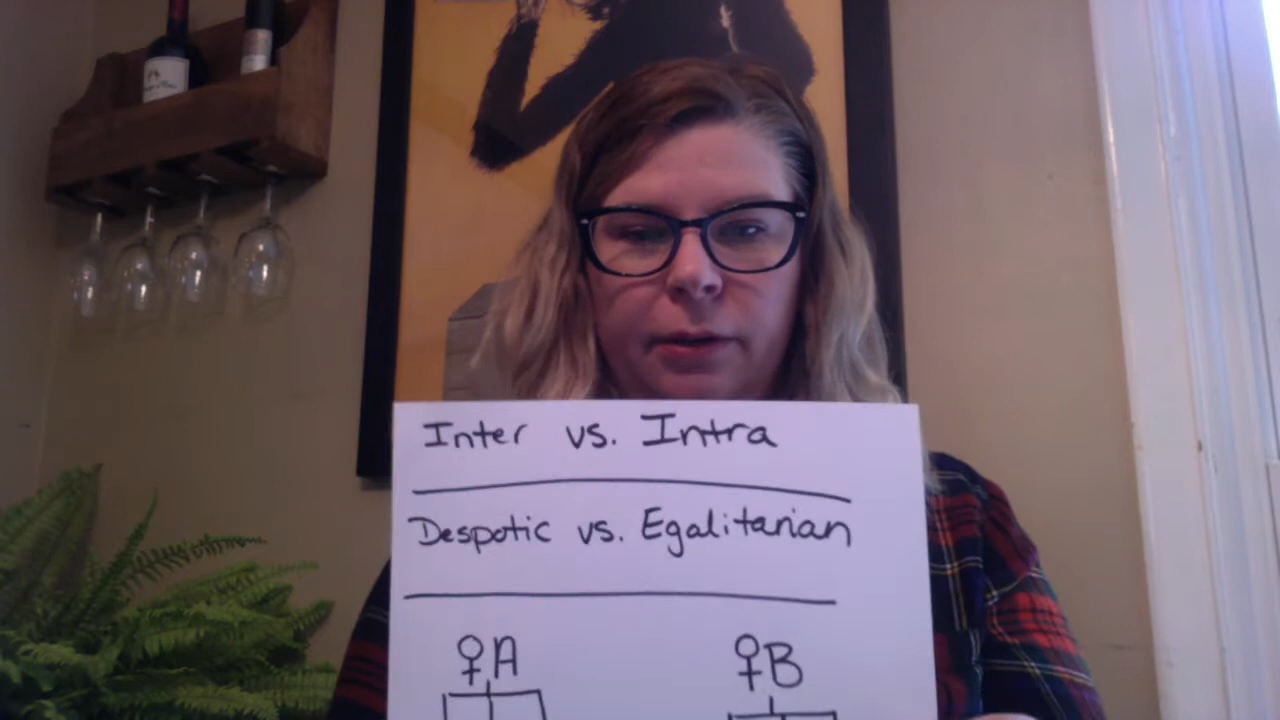 Inter vs. Intra
Despotic vs. Egalitarian
♀A ♀B